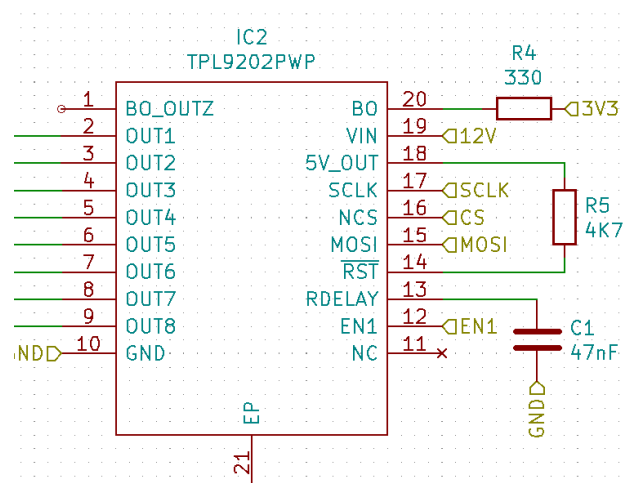 IC2
TPL9202PWP
R4
330
1 BO_OUTZ BO 20 3V3
2 OUT1 VIN 19 12V
3 OUT2 5V_OUT 18
4 OUT3 SCLK 17 SCLK
5 OUT4 NCS 16 CS
6 OUT5 MOSI 15 MOSI
7 OUT6 RST 14
8 OUT7 RDELAY 13
9 OUT8 EN1 12 EN1
ND 10 GND NC 11
R5
4K7
C1
47nF
GND
EP
21